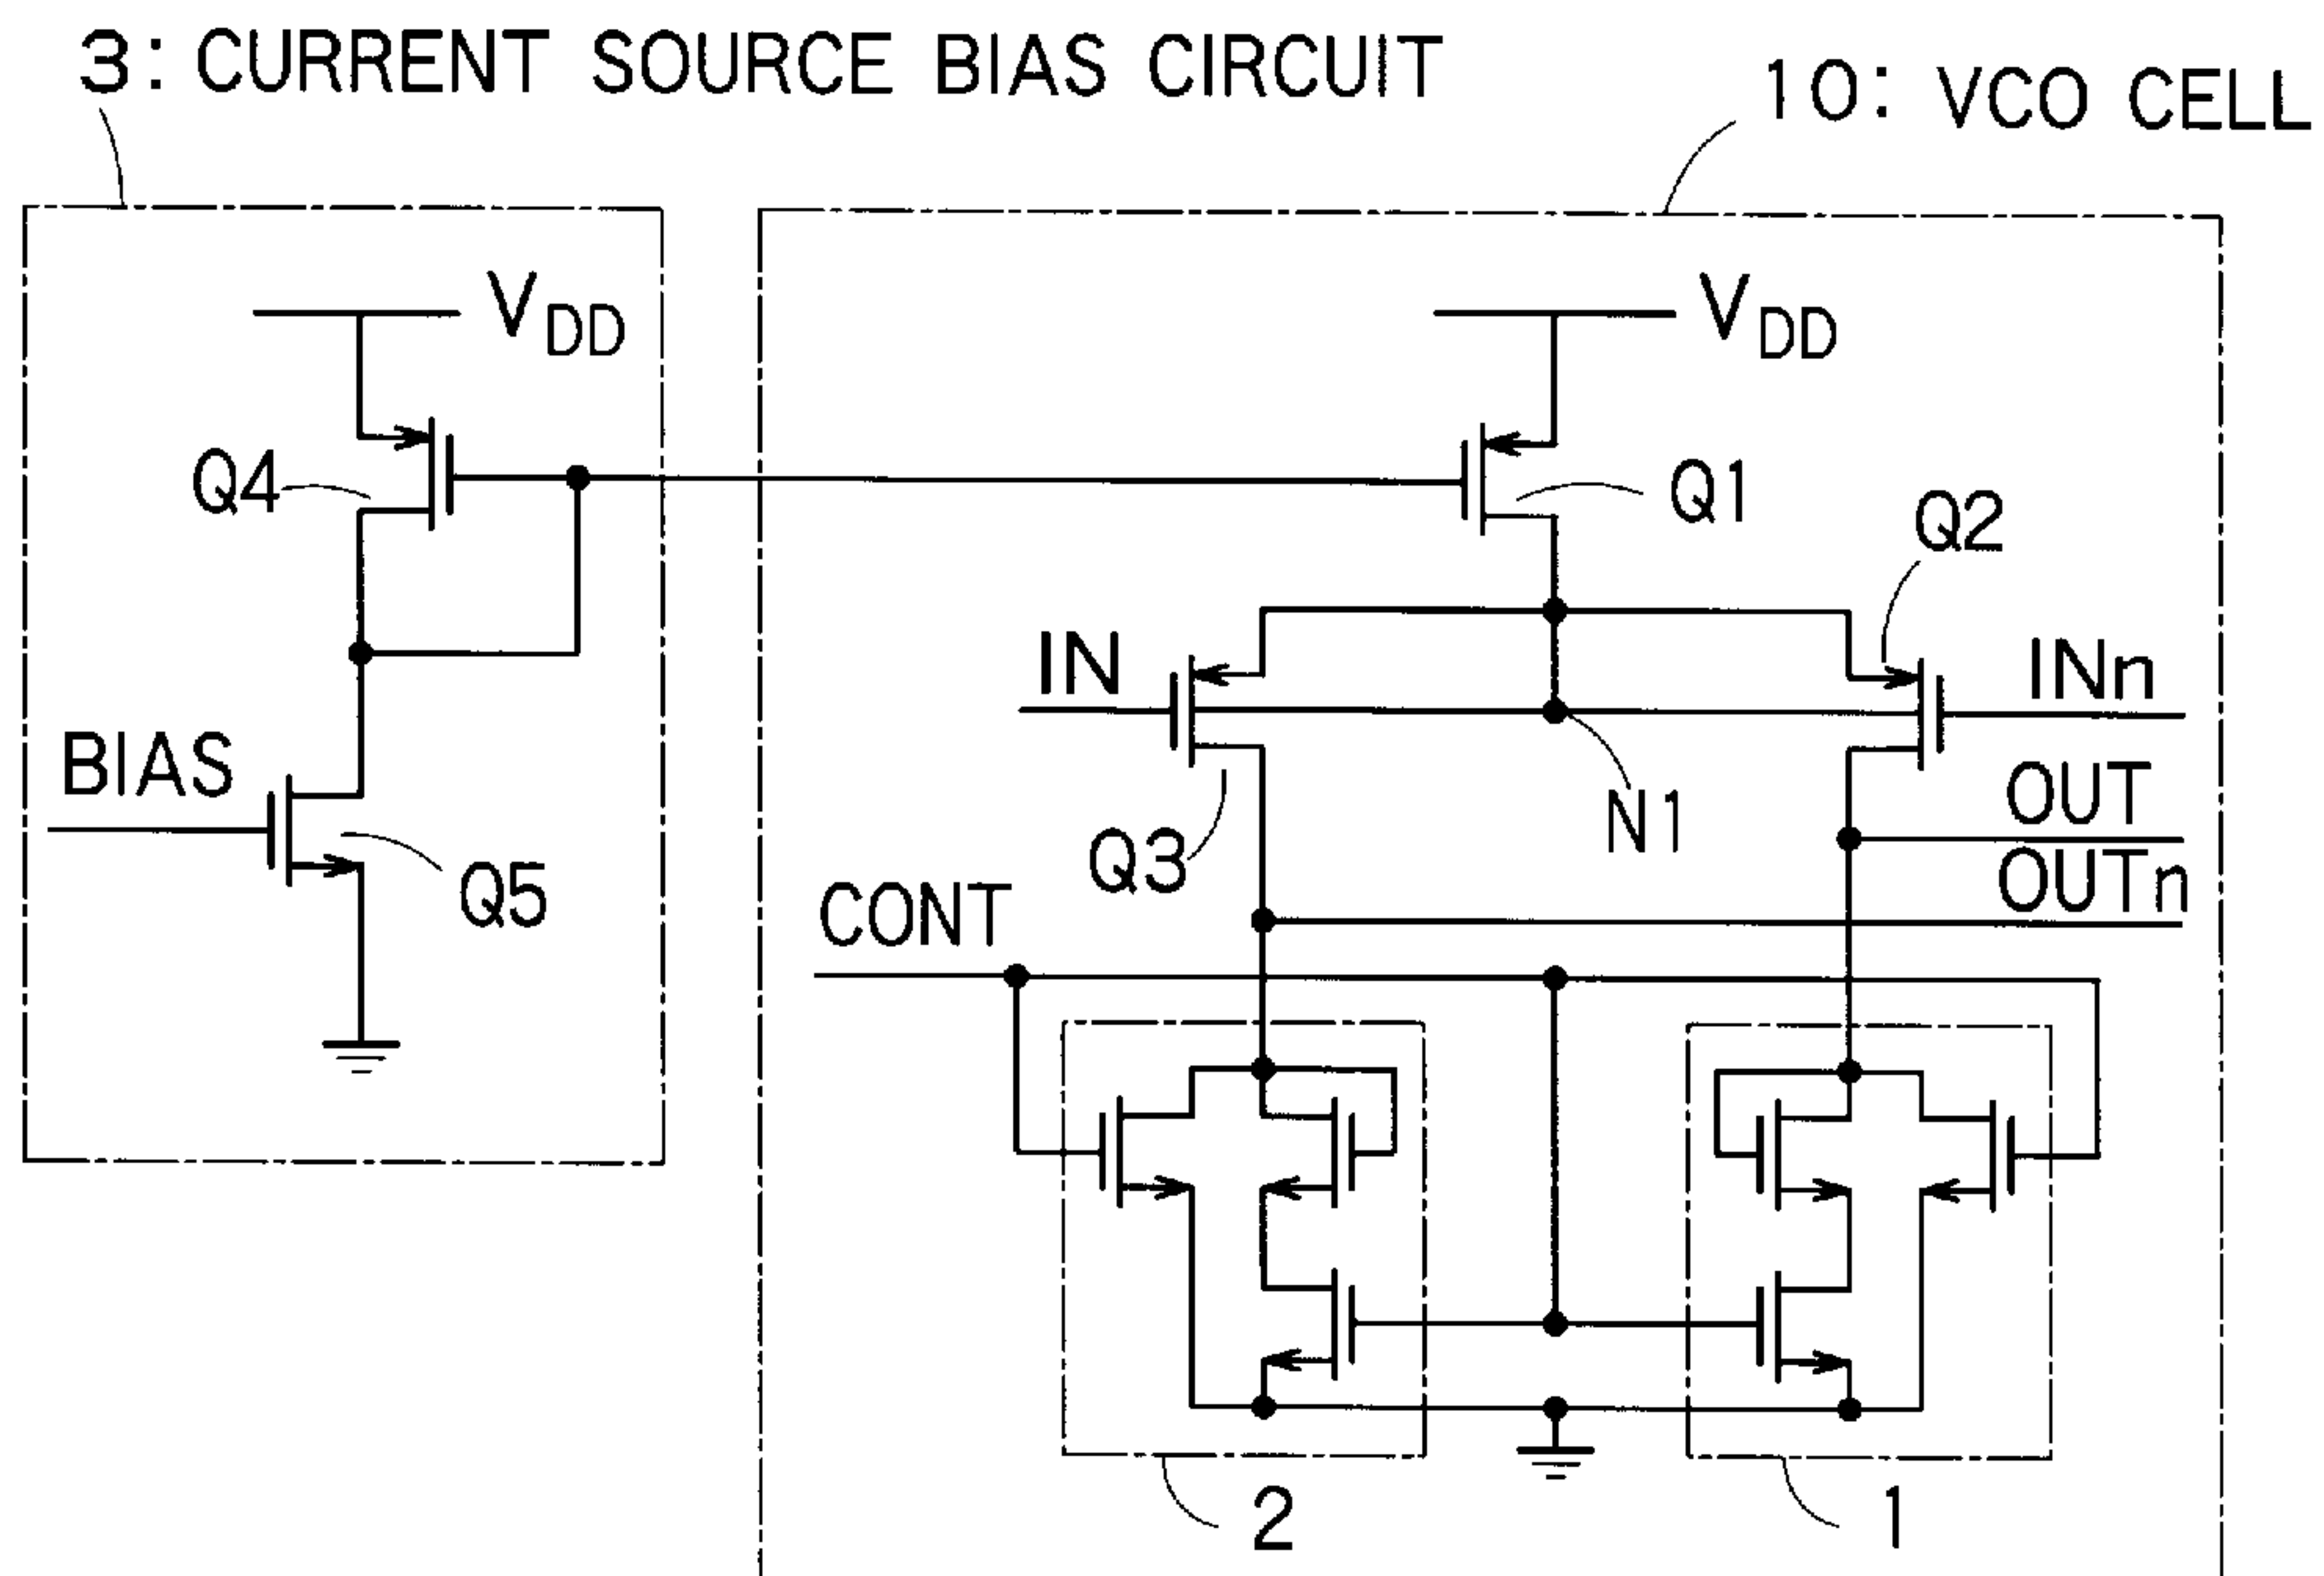 3: CURRENT SOURCE BIAS CIRCUIT
10: VCO CELL
VDD
VDD
Q4
Q1
Q2
IN
INn
BIAS
N1
OUT
Q3
OUTn
Q5
CONT
2
1